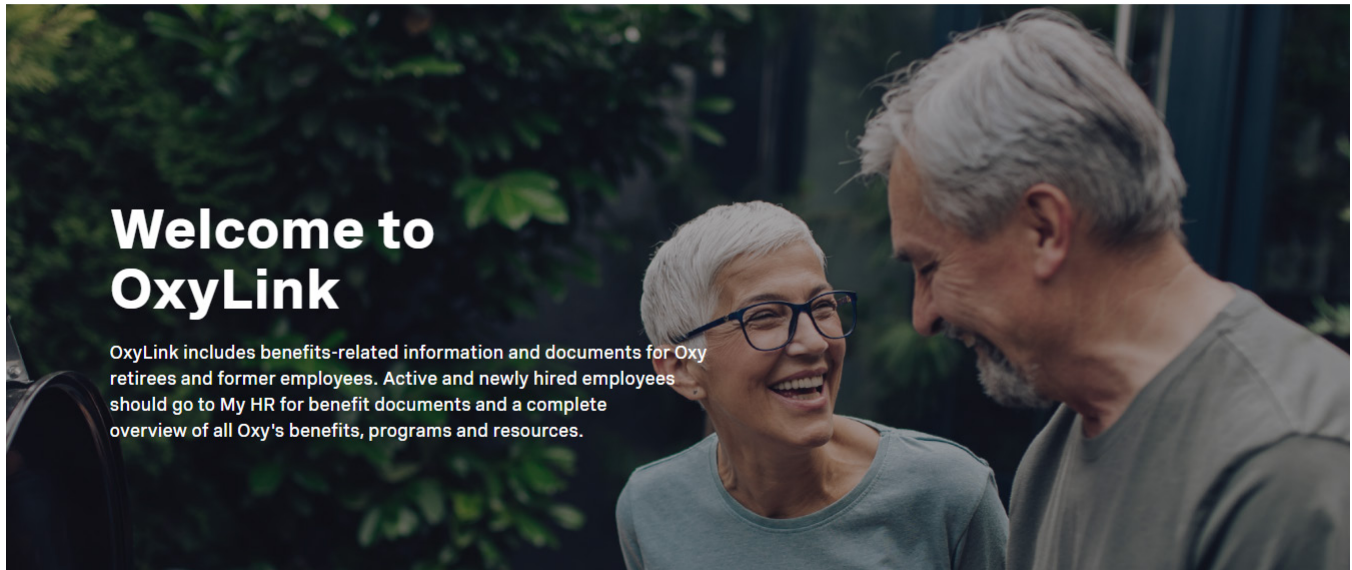 Welcome to
OxyLink
OxyLink includes benefits-related information and documents for Oxy
retirees and former employees. Active and newly hired employees
should go to My HR for benefit documents and a complete
overview of all Oxy's benefits, programs and resources.